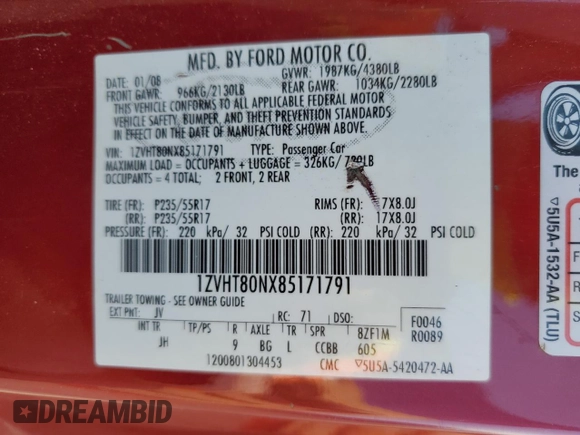 MFD. BY FORD MOTOR CO.
DATE: 01/08 GVWR: 1987KG/4380LB
FRONT GAWR: 966KG/2130LB REAR GAWR: 1034KG/2280LB
THIS VEHICLE CONFORMS TO ALL APPLICABLE FEDERAL MOTOR
VEHICLE SAFETY, BUMPER, AND THEFT PREVENTION STANDARDS
IN EFFECT ON THE DATE OF MANUFACTURE SHOWN ABOVE.
VIN: 1ZVHT80NX85171791 TYPE: Passenger Car
MAXIMUM LOAD = OCCUPANTS + LUGGAGE = 326KG/ LB
OCCUPANTS = 4 TOTAL: 2 FRONT, 2 REAR
TIRE (FR): P235/55R17 RIMS (FR): 17X8.0J
(RR): P235/55R17 (RR): 17X8.0J
PRESSURE (FR): 220 kPa/ 32 PSI COLD (RR): 220 kPa/ 32 PSI COLD
1ZVHT80NX85171791
TRAILER TOWING - SEE OWNER GUIDE
EXT PNT: JV RC: 71 DSO: F0046
INT TR TP/PS R AXLE TR SPR 8ZF1M R0089
JH 9 BG L CCBB 605
1200801304453 CMC ▽5U5A-5420472-AA
The
▽5U5A-1532-AA (TLU)
DREAMBID